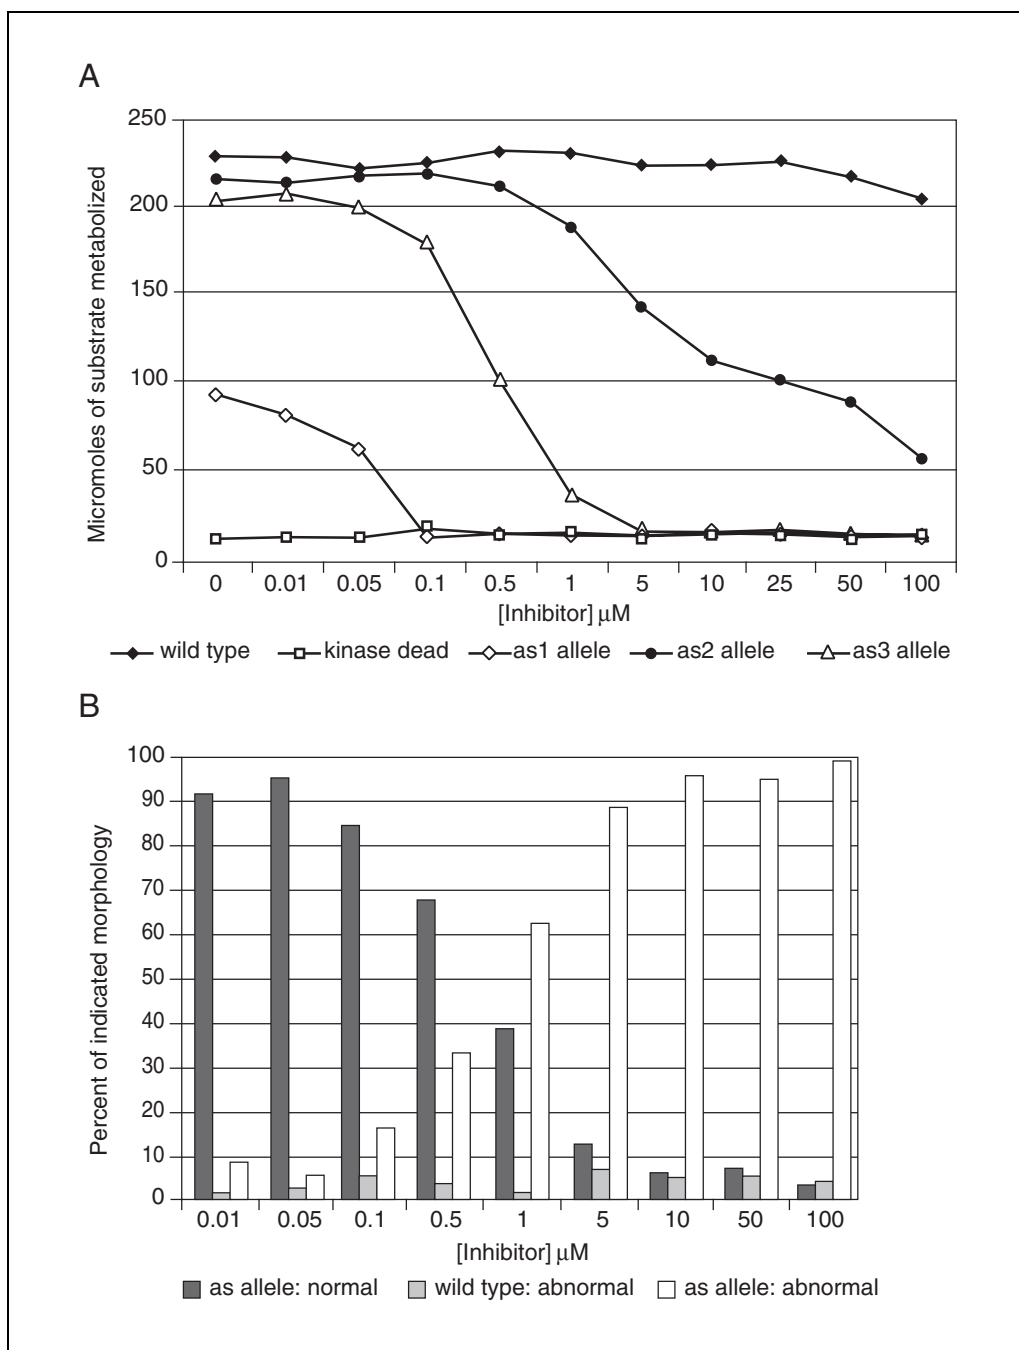 A
Micromoles of substrate metabolized
250
200
150
100
50
0
0 0.01 0.05 0.1 0.5 1 5 10 25 50 100
[Inhibitor] μM
wild type kinase dead as1 allele as2 allele as3 allele
B
Percent of indicated morphology
100
90
80
70
60
50
40
30
20
10
0
0.01 0.05 0.1 0.5 1 5 10 50 100
[Inhibitor] μM
as allele: normal wild type: abnormal as allele: abnormal